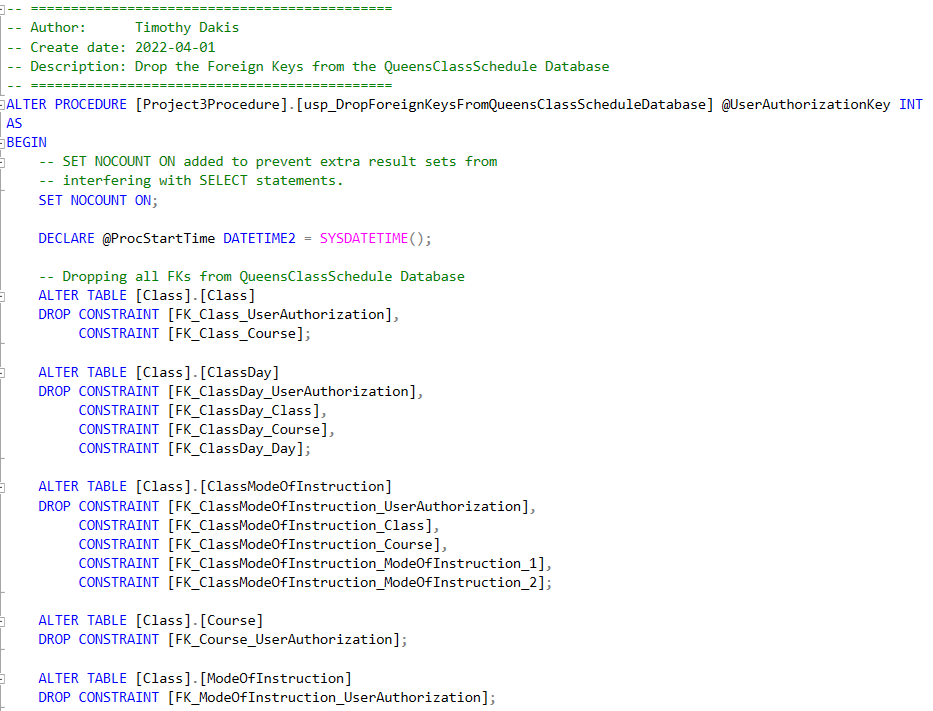 -- =============================================
-- Author:      Timothy Dakis
-- Create date: 2022-04-01
-- Description: Drop the Foreign Keys from the QueensClassSchedule Database
-- =============================================
ALTER PROCEDURE [Project3Procedure].[usp_DropForeignKeysFromQueensClassScheduleDatabase] @UserAuthorizationKey INT
AS
BEGIN
    -- SET NOCOUNT ON added to prevent extra result sets from
    -- interfering with SELECT statements.
    SET NOCOUNT ON;

    DECLARE @ProcStartTime DATETIME2 = SYSDATETIME();

    -- Dropping all FKs from QueensClassSchedule Database
    ALTER TABLE [Class].[Class]
    DROP CONSTRAINT [FK_Class_UserAuthorization],
         CONSTRAINT [FK_Class_Course];

    ALTER TABLE [Class].[ClassDay]
    DROP CONSTRAINT [FK_ClassDay_UserAuthorization],
         CONSTRAINT [FK_ClassDay_Class],
         CONSTRAINT [FK_ClassDay_Course],
         CONSTRAINT [FK_ClassDay_Day];

    ALTER TABLE [Class].[ClassModeOfInstruction]
    DROP CONSTRAINT [FK_ClassModeOfInstruction_UserAuthorization],
         CONSTRAINT [FK_ClassModeOfInstruction_Class],
         CONSTRAINT [FK_ClassModeOfInstruction_Course],
         CONSTRAINT [FK_ClassModeOfInstruction_ModeOfInstruction_1],
         CONSTRAINT [FK_ClassModeOfInstruction_ModeOfInstruction_2];

    ALTER TABLE [Class].[Course]
    DROP CONSTRAINT [FK_Course_UserAuthorization];

    ALTER TABLE [Class].[ModeOfInstruction]
    DROP CONSTRAINT [FK_ModeOfInstruction_UserAuthorization];